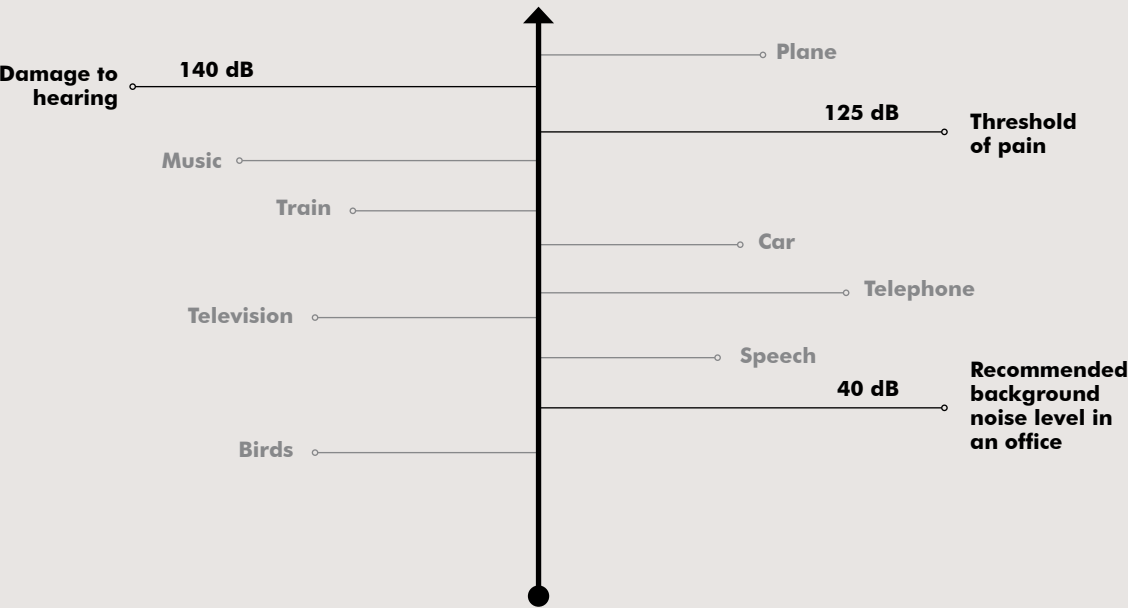 Plane
140 dB
Damage to
hearing
125 dB
Threshold
of pain
Music
Train
Car
Telephone
Television
Speech
40 dB
Recommended
background
noise level in
an office
Birds